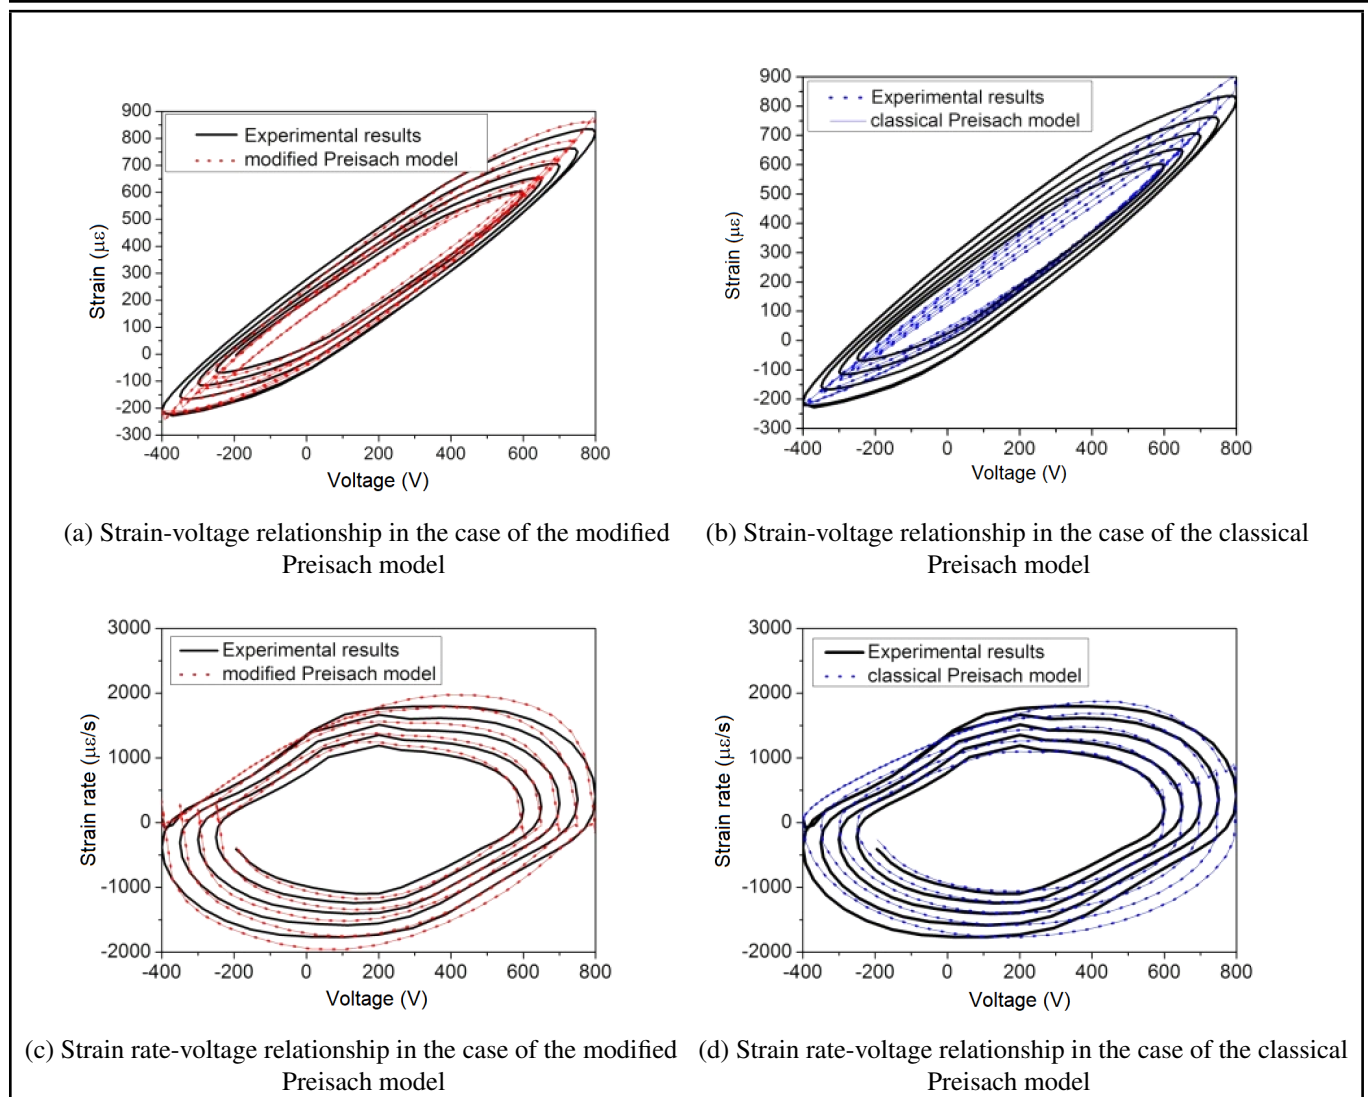 900
800
700
600
500
400
300
200
100
0
-100
-200
-300
Strain (με)
Experimental results
modified Preisach model
-400 -200 0 200 400 600 800
Voltage (V)
900
800
700
600
500
400
300
200
100
0
-100
-200
-300
Strain (με)
Experimental results
classical Preisach model
-400 -200 0 200 400 600 800
Voltage (V)
(a) Strain-voltage relationship in the case of the modified
Preisach model
(b) Strain-voltage relationship in the case of the classical
Preisach model
3000
2000
1000
0
-1000
-2000
Strain rate (με/s)
Experimental results
modified Preisach model
-400 -200 0 200 400 600 800
Voltage (V)
3000
2000
1000
0
-1000
-2000
Strain rate (με/s)
Experimental results
classical Preisach model
-400 -200 0 200 400 600 800
Voltage (V)
(c) Strain rate-voltage relationship in the case of the modified
Preisach model
(d) Strain rate-voltage relationship in the case of the classical
Preisach model